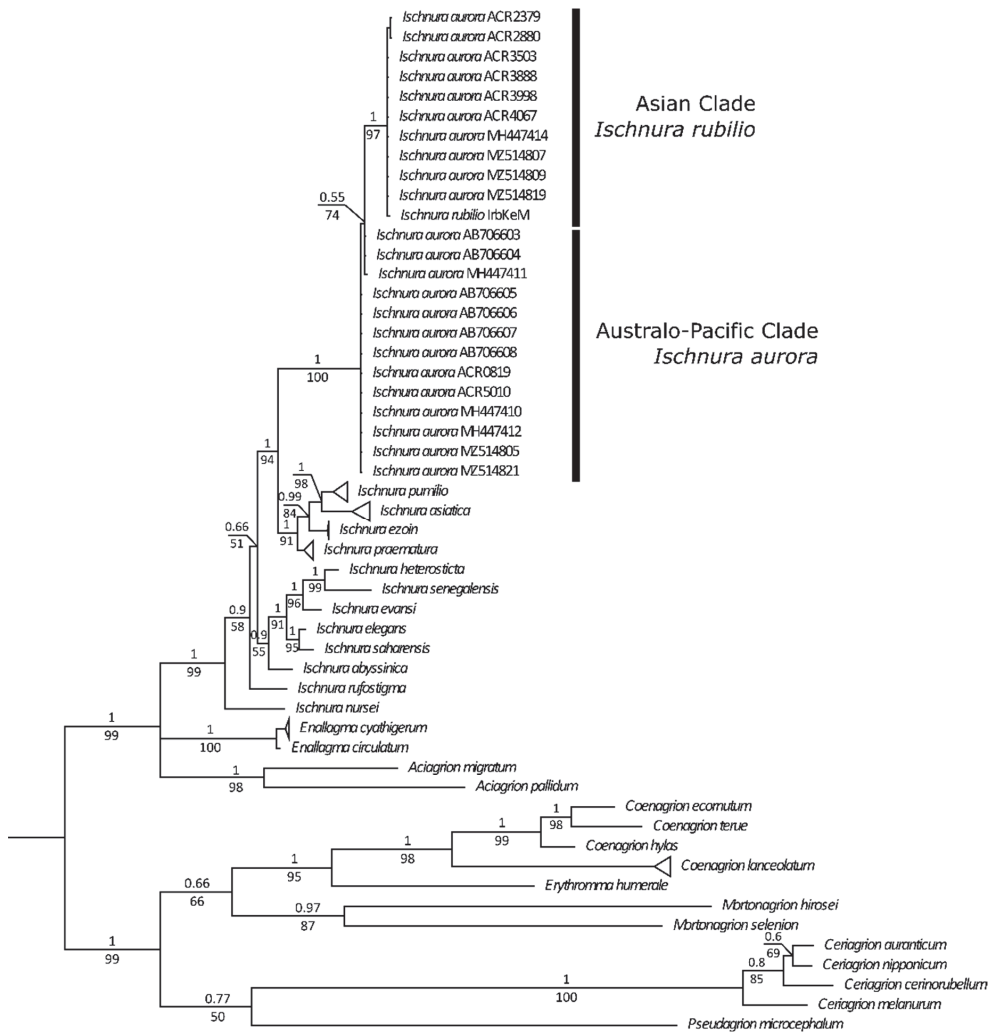 Ischnura aurora ACR2379
Ischnura aurora ACR2880
Ischnura aurora ACR3503
Ischnura aurora ACR3888
Ischnura aurora ACR3998
Ischnura aurora ACR4067
Ischnura aurora MH447414
Ischnura aurora MZ514807
Ischnura aurora MZ514809
Ischnura aurora MZ514819
Ischnura rubilio IrbKeM
Asian Clade
Ischnura rubilio
1
97
0.55
74
Ischnura aurora AB706603
Ischnura aurora AB706604
Ischnura aurora MH447411
Ischnura aurora AB706605
Ischnura aurora AB706606
Ischnura aurora AB706607
Ischnura aurora AB706608
Ischnura aurora ACR0819
Ischnura aurora ACR5010
Ischnura aurora MH447410
Ischnura aurora MH447412
Ischnura aurora MZ514805
Ischnura aurora MZ514821
Australo-Pacific Clade
Ischnura aurora
1
100
1
94
1
98
0.99
84
1
91
Ischnura pumilio
Ischnura asiatica
Ischnura ezoin
Ischnura praematura
0.66
51
Ischnura heterosticta
Ischnura senegalensis
Ischnura evansi
Ischnura elegans
Ischnura saharensis
Ischnura abyssinica
Ischnura rufostigma
Ischnura nursei
1
99
1
96
1
91
1
95
0.9
55
0.9
58
1
99
Enallagma cyathigerum
Enallagma circulatum
1
100
1
99
Aciagrion migratum
Aciagrion pallidum
1
98
Coenagrion ecornutum
Coenagrion terue
Coenagrion hylas
Coenagrion lanceolatum
1
98
1
99
1
98
Erythromma humerale
1
95
0.66
66
Mortonagrion hirosei
Mortonagrion selenion
0.97
87
1
99
Ceriagrion auranticum
Ceriagrion nipponicum
Ceriagrion cerinorubellum
Ceriagrion melanurum
0.6
69
0.8
85
1
100
0.77
50
Pseudagrion microcephalum